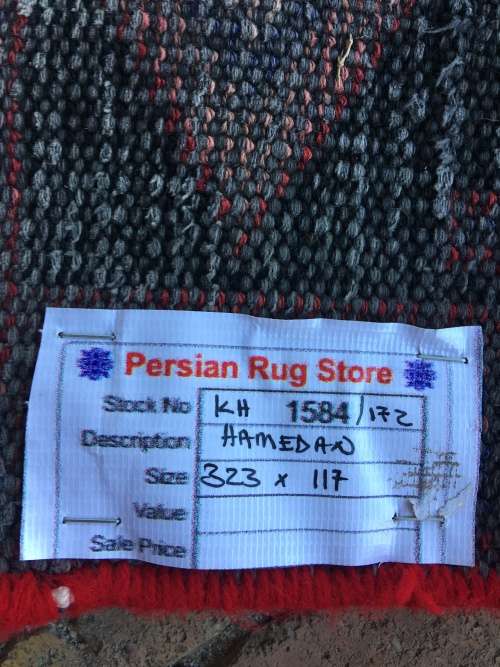 Persian Rug Store
Stock No KH 1584/172
Description HAMEDAN
Size 323 x 117
Value
Sale Price